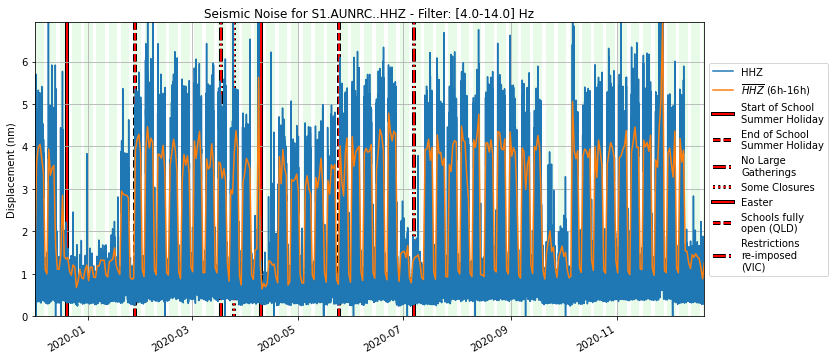 Seismic Noise for S1.AUNRC..HHZ - Filter: [4.0-14.0] Hz
Displacement (nm)
6
5
4
3
2
1
0
2020-01
2020-03
2020-05
2020-07
2020-09
2020-11
HHZ
HHZ (6h-16h)
Start of School
Summer Holiday
End of School
Summer Holiday
No Large
Gatherings
Some Closures
Easter
Schools fully
open (QLD)
Restrictions
re-imposed
(VIC)